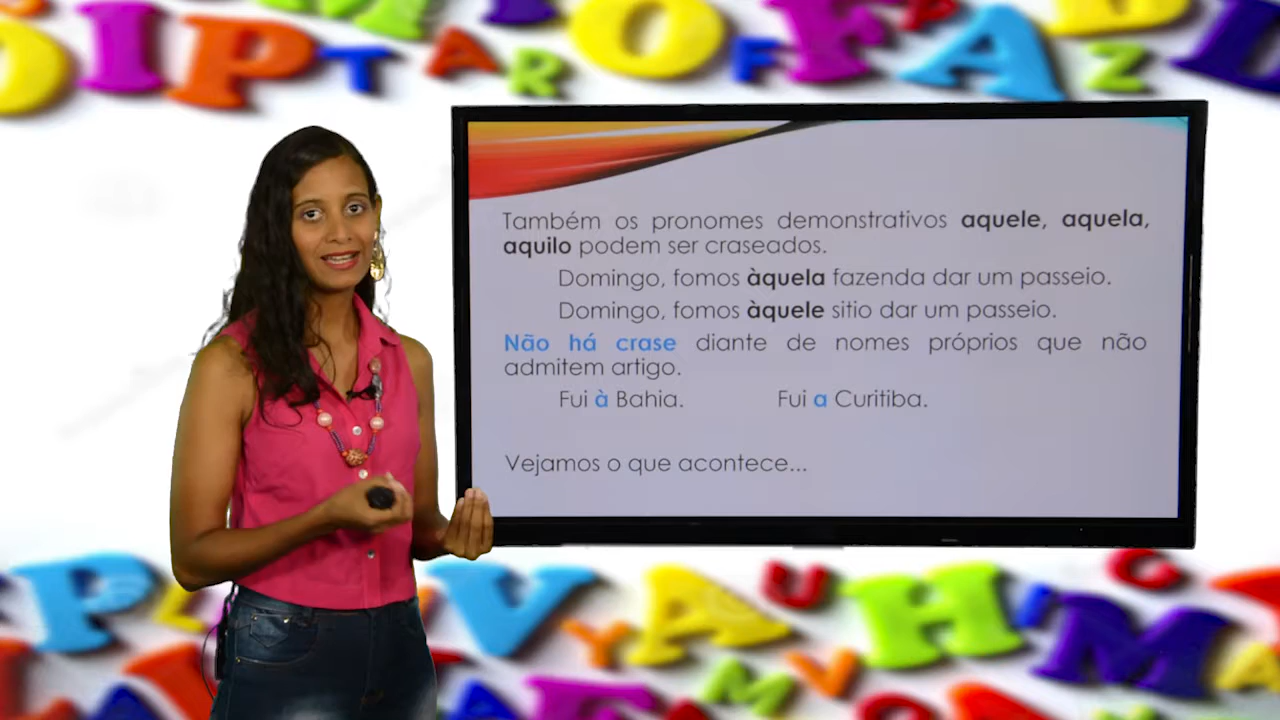 Também os pronomes demonstrativos aquele, aquela,
aquilo podem ser craseados.
Domingo, fomos àquela fazenda dar um passeio.
Domingo, fomos àquele sitio dar um passeio.
Não há crase diante de nomes próprios que não
admitem artigo.
Fui à Bahia. Fui a Curitiba.
Vejamos o que acontece...